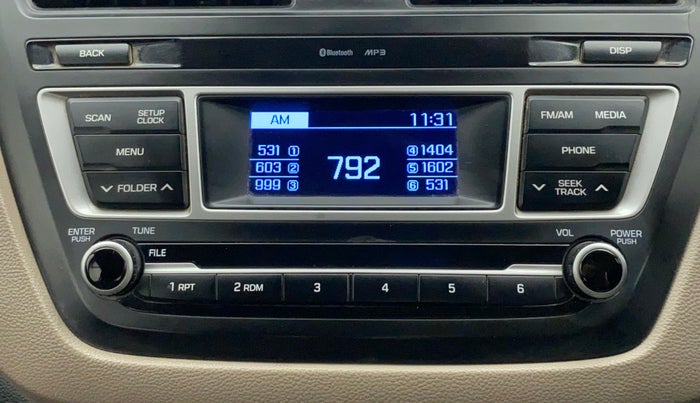 BACK
Bluetooth MP3
DISP
SCAN SETUP CLOCK
MENU
FOLDER
AM 11:31
531 1
603 2
999 3
792
4 1404
5 1602
6 531
FM/AM MEDIA
PHONE
SEEK TRACK
ENTER PUSH
TUNE
FILE
VOL
POWER PUSH
1 RPT
2 RDM
3
4
5
6